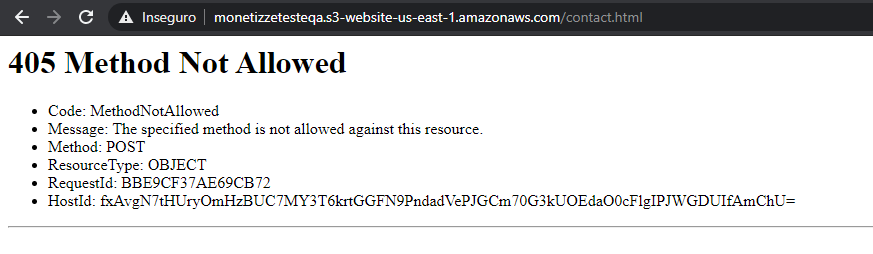 Inseguro monetizzetesteqa.s3-website-us-east-1.amazonaws.com/contact.html
405 Method Not Allowed
Code: MethodNotAllowed
Message: The specified method is not allowed against this resource.
Method: POST
ResourceType: OBJECT
RequestId: BBE9CF37AE69CB72
HostId: fxAvgN7tHUryOmHzBUC7MY3T6krtGGFN9PndadVePJGCm70G3kUOEdaO0cFlgIPJWGDUIfAmChU=